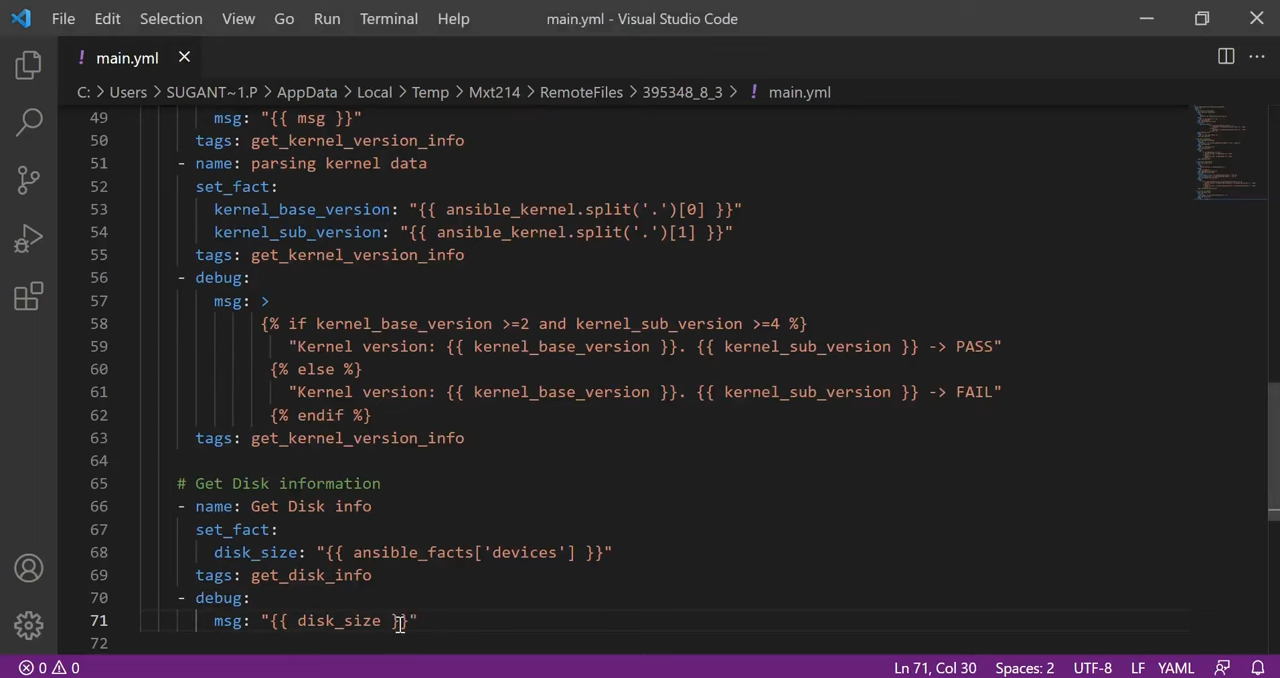 File Edit Selection View Go Run Terminal Help main.yml - Visual Studio Code
! main.yml
C: > Users > SUGANT~1.P > AppData > Local > Temp > Mxt214 > RemoteFiles > 395348_8_3 > ! main.yml
49 msg: "{{ msg }}"
50 tags: get_kernel_version_info
51 - name: parsing kernel data
52 set_fact:
53 kernel_base_version: "{{ ansible_kernel.split('.')[0] }}"
54 kernel_sub_version: "{{ ansible_kernel.split('.')[1] }}"
55 tags: get_kernel_version_info
56 - debug:
57 msg: >
58 {% if kernel_base_version >=2 and kernel_sub_version >=4 %}
59 "Kernel version: {{ kernel_base_version }}. {{ kernel_sub_version }} -> PASS"
60 {% else %}
61 "Kernel version: {{ kernel_base_version }}. {{ kernel_sub_version }} -> FAIL"
62 {% endif %}
63 tags: get_kernel_version_info
64
65 # Get Disk information
66 - name: Get Disk info
67 set_fact:
68 disk_size: "{{ ansible_facts['devices'] }}"
69 tags: get_disk_info
70 - debug:
71 msg: "{{ disk_size }}"
72
0 0 Ln 71, Col 30 Spaces: 2 UTF-8 LF YAML